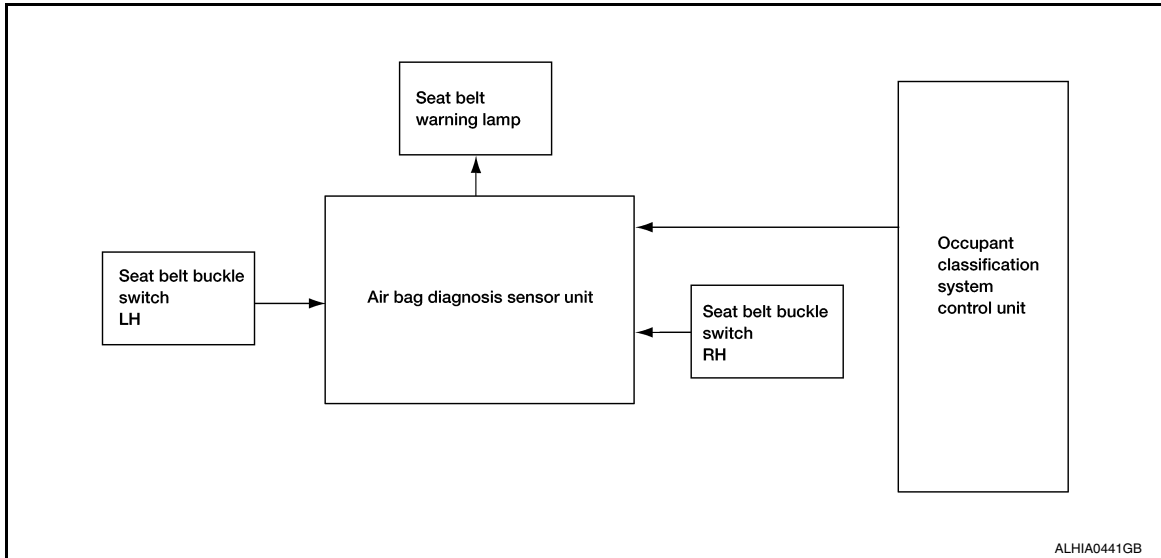 Seat belt
warning lamp
Seat belt buckle
switch
LH
Air bag diagnosis sensor unit
Seat belt buckle
switch
RH
Occupant
classification
system
control unit
ALHIA0441GB